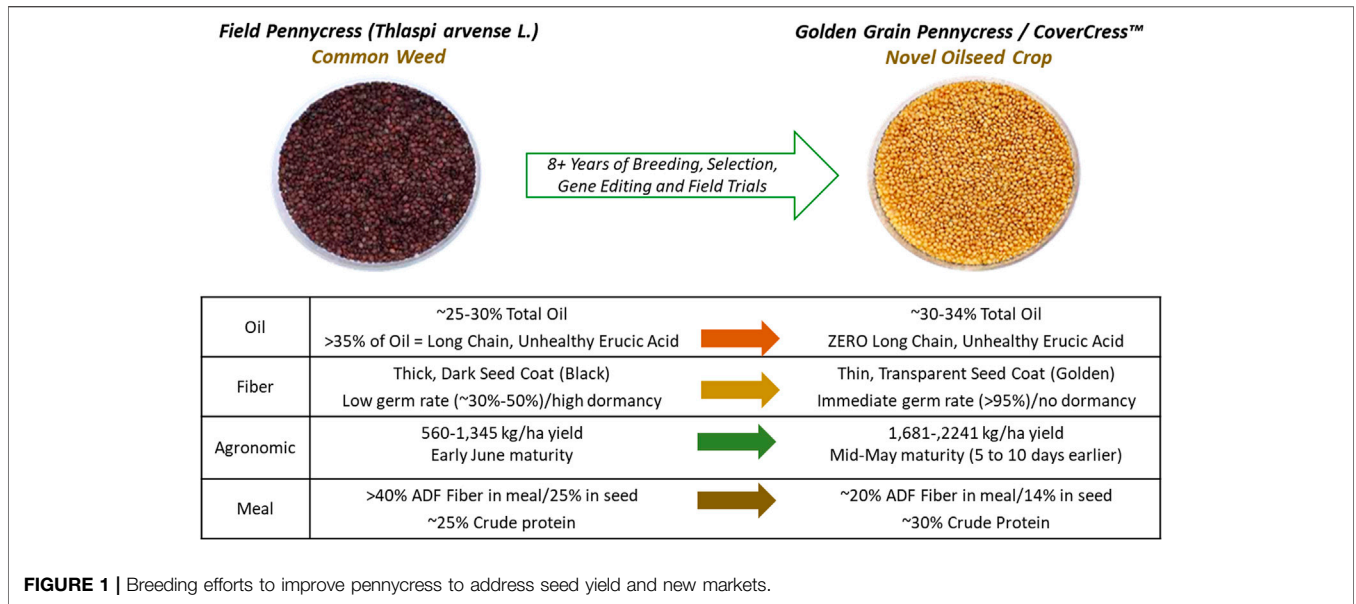 Field Pennycress (Thlaspi arvense L.)
Common Weed
Golden Grain Pennycress / CoverCress™
Novel Oilseed Crop
8+ Years of Breeding, Selection,
Gene Editing and Field Trials
Oil
~25-30% Total Oil
>35% of Oil = Long Chain, Unhealthy Erucic Acid
~30-34% Total Oil
ZERO Long Chain, Unhealthy Erucic Acid
Fiber
Thick, Dark Seed Coat (Black)
Low germ rate (~30%-50%)/high dormancy
Thin, Transparent Seed Coat (Golden)
Immediate germ rate (>95%)/no dormancy
Agronomic
560-1,345 kg/ha yield
Early June maturity
1,681-,2241 kg/ha yield
Mid-May maturity (5 to 10 days earlier)
Meal
>40% ADF Fiber in meal/25% in seed
~25% Crude protein
~20% ADF Fiber in meal/14% in seed
~30% Crude Protein
FIGURE 1 | Breeding efforts to improve pennycress to address seed yield and new markets.